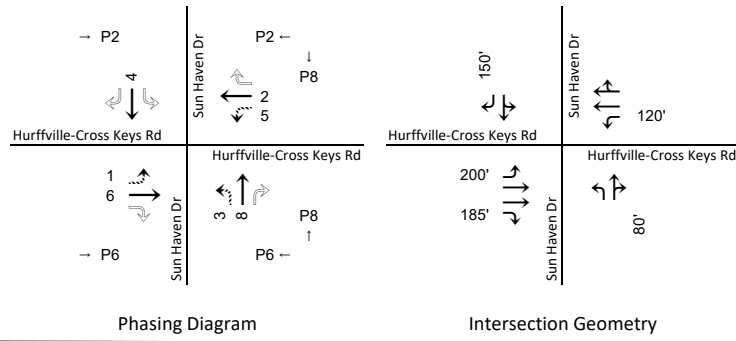 → P2
P2 ←
↓
P8
Sun Haven Dr
4
2
5
Hurffville-Cross Keys Rd
Hurffville-Cross Keys Rd
1
6
3
8
Sun Haven Dr
→ P6
P8
↑
P6 ←
Phasing Diagram
150'
Sun Haven Dr
120'
Hurffville-Cross Keys Rd
Hurffville-Cross Keys Rd
200'
185'
Sun Haven Dr
80'
Intersection Geometry